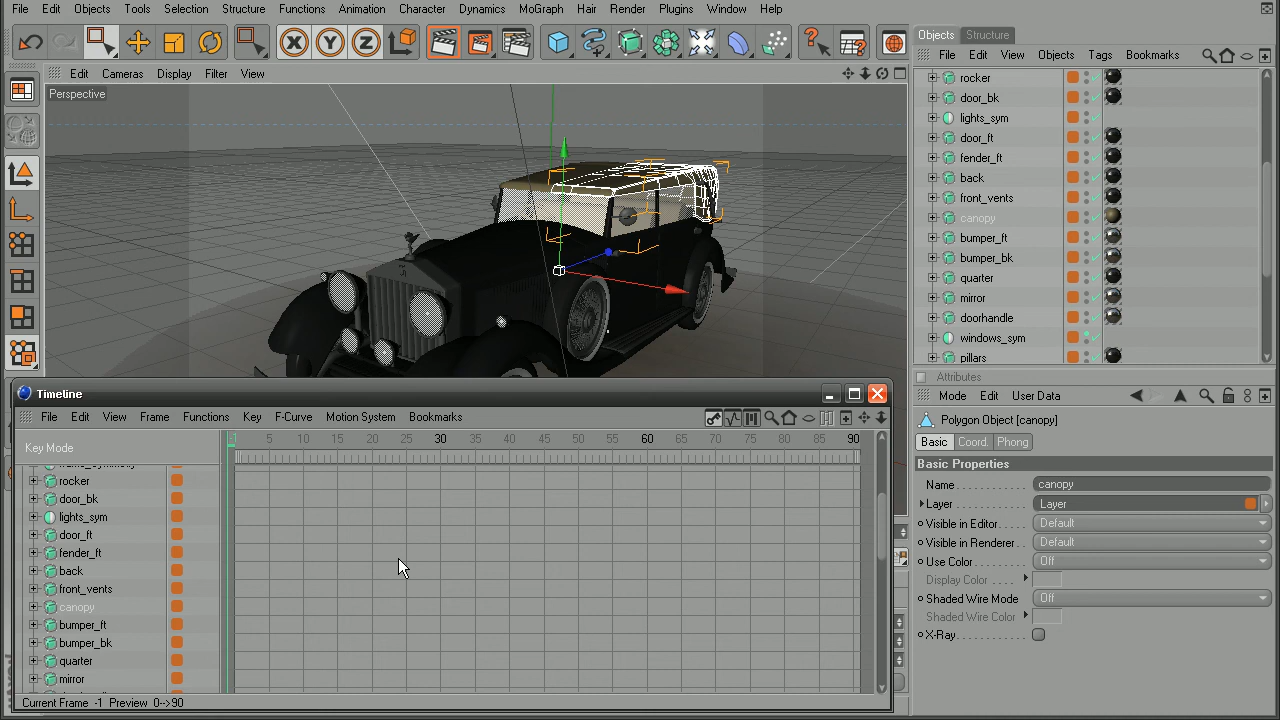 File Edit Objects Tools Selection Structure Functions Animation Character Dynamics MoGraph Hair Render Plugins Window Help
Objects Structure
File Edit View Objects Tags Bookmarks
Edit Cameras Display Filter View
Perspective
rocker
door_bk
lights_sym
door_ft
fender_ft
back
front_vents
canopy
bumper_ft
bumper_bk
quarter
mirror
doorhandle
windows_sym
pillars
Attributes
Mode Edit User Data
Polygon Object [canopy]
Basic Coord. Phong
Basic Properties
Name canopy
Layer Layer
Visible in Editor Default
Visible in Renderer Default
Use Color Off
Display Color
Shaded Wire Mode Off
Shaded Wire Color
X-Ray
Timeline
File Edit View Frame Functions Key F-Curve Motion System Bookmarks
Key Mode
-1 5 10 15 20 25 30 35 40 45 50 55 60 65 70 75 80 85 90
rocker
door_bk
lights_sym
door_ft
fender_ft
back
front_vents
canopy
bumper_ft
bumper_bk
quarter
mirror
Current Frame -1 Preview 0-->90